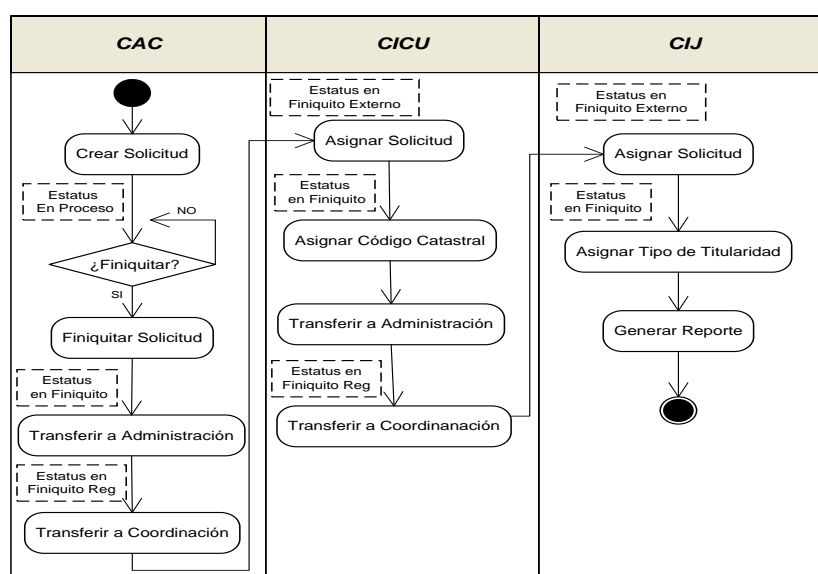 CAC
CICU
CIJ
Crear Solicitud
Estatus
En Proceso
NO
¿Finiquitar?
SI
Finiquitar Solicitud
Estatus
en Finiquito
Transferir a Administración
Estatus en
Finiquito Reg
Transferir a Coordinación
Estatus en
Finiquito Externo
Asignar Solicitud
Estatus
en Finiquito
Asignar Código Catastral
Transferir a Administración
Estatus en
Finiquito Reg
Transferir a Coordinanación
Estatus en
Finiquito Externo
Asignar Solicitud
Estatus
en Finiquito
Asignar Tipo de Titularidad
Generar Reporte